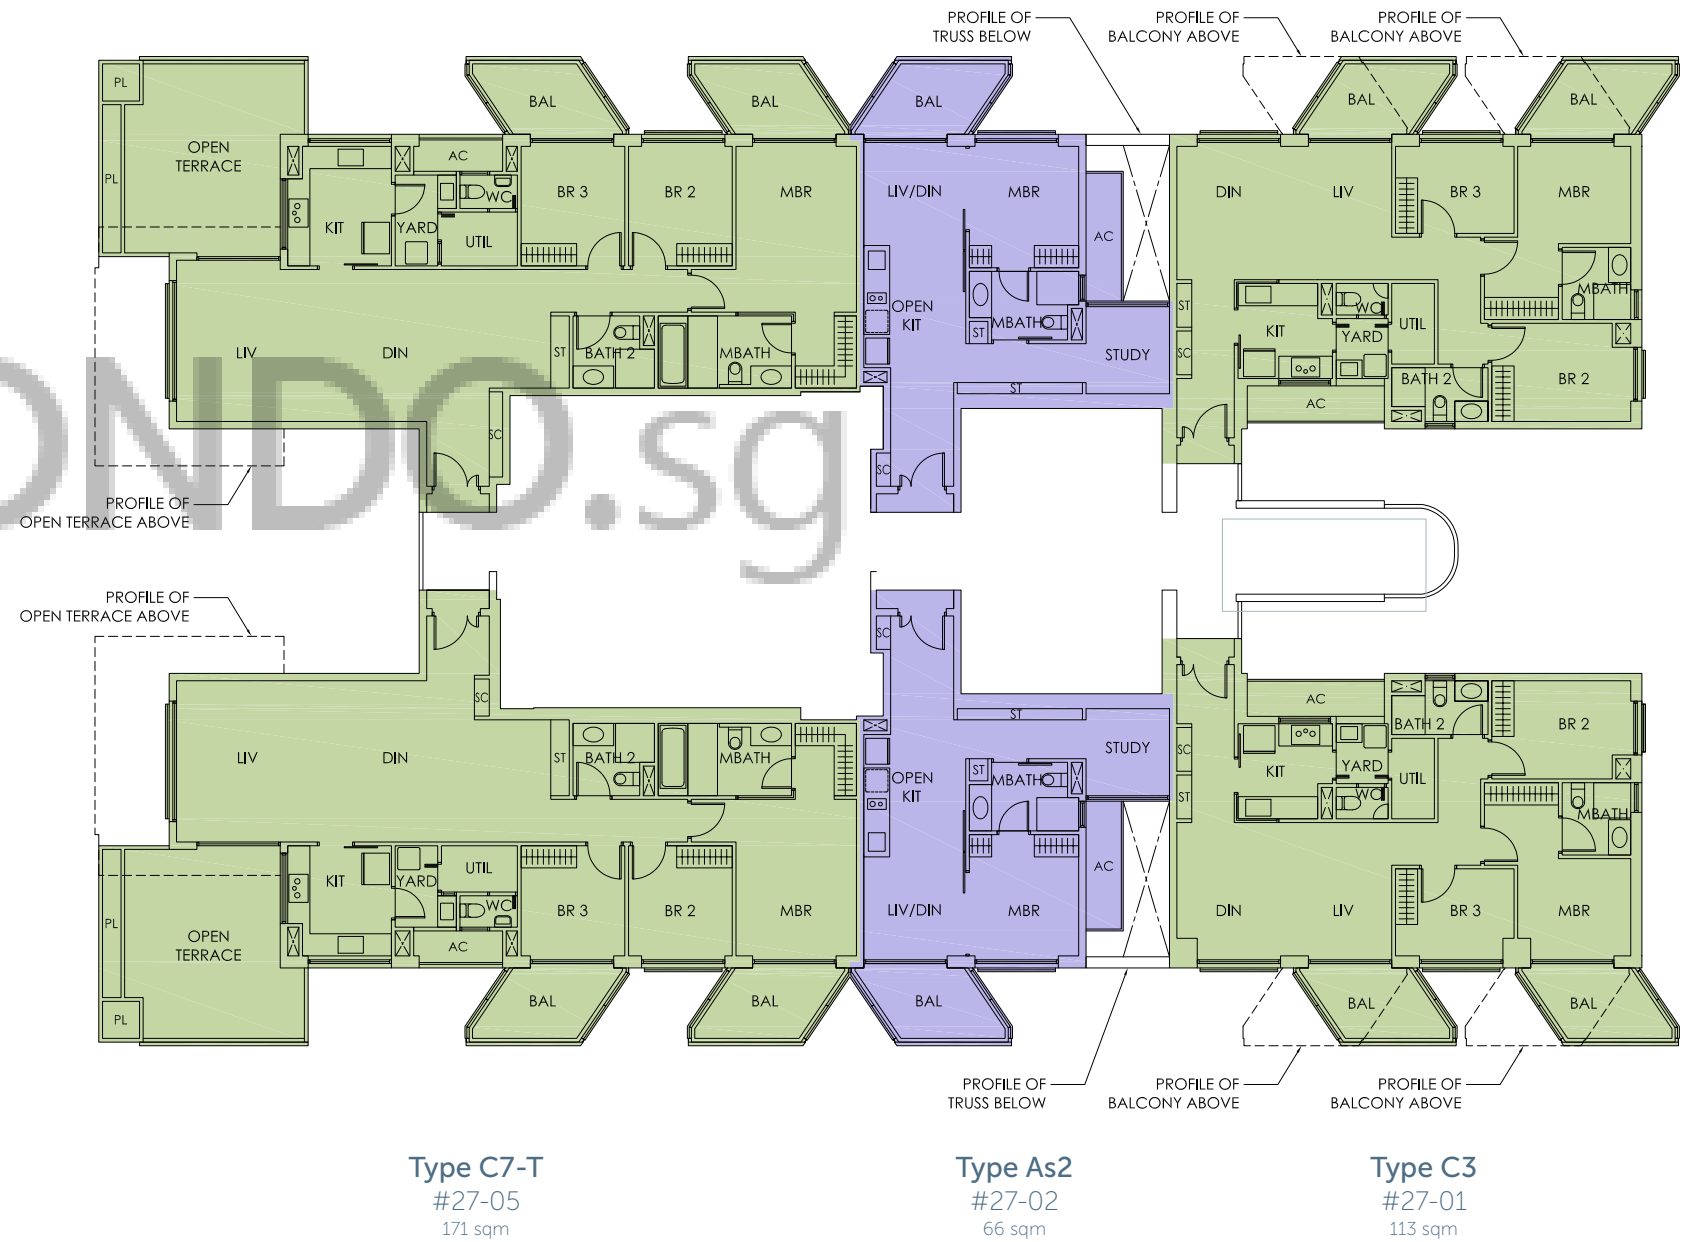 PROFILE OF
TRUSS BELOW
PROFILE OF
BALCONY ABOVE
PROFILE OF
BALCONY ABOVE
PL
BAL
BAL
BAL
BAL
BAL
OPEN
TERRACE
AC
PL
WC
BR 3
BR 2
MBR
LIV/DIN
MBR
DIN
LIV
BR 3
MBR
KIT
YARD
UTIL
AC
MBATH
OPEN
KIT
ST
WC
ST
MBATH
KIT
YARD
UTIL
LIV
DIN
ST
BATH 2
MBATH
STUDY
SC
BATH 2
BR 2
ST
AC
ONDO.sg
SC
SC
PROFILE OF
OPEN TERRACE ABOVE
PROFILE OF
OPEN TERRACE ABOVE
SC
SC
AC
ST
BATH 2
BR 2
LIV
DIN
ST
BATH 2
MBATH
STUDY
SC
KIT
YARD
UTIL
OPEN
KIT
ST
MBATH
ST
WC
MBATH
KIT
YARD
UTIL
AC
WC
PL
BR 3
BR 2
MBR
LIV/DIN
MBR
DIN
LIV
BR 3
MBR
OPEN
TERRACE
AC
PL
BAL
BAL
BAL
BAL
BAL
PROFILE OF
TRUSS BELOW
PROFILE OF
BALCONY ABOVE
PROFILE OF
BALCONY ABOVE
Type C7-T
#27-05
171 sqm
Type As2
#27-02
66 sqm
Type C3
#27-01
113 sqm